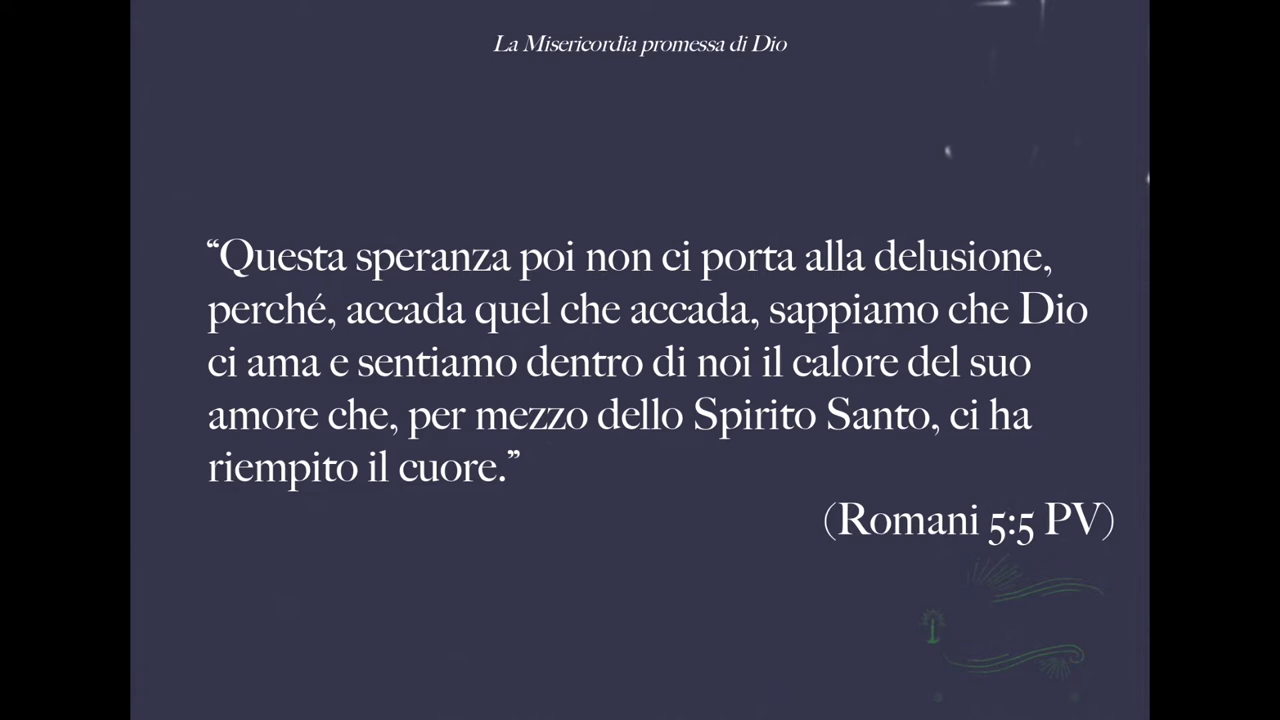 La Misericordia promessa di Dio
“Questa speranza poi non ci porta alla delusione,
perché, accada quel che accada, sappiamo che Dio
ci ama e sentiamo dentro di noi il calore del suo
amore che, per mezzo dello Spirito Santo, ci ha
riempito il cuore.”
(Romani 5:5 PV)